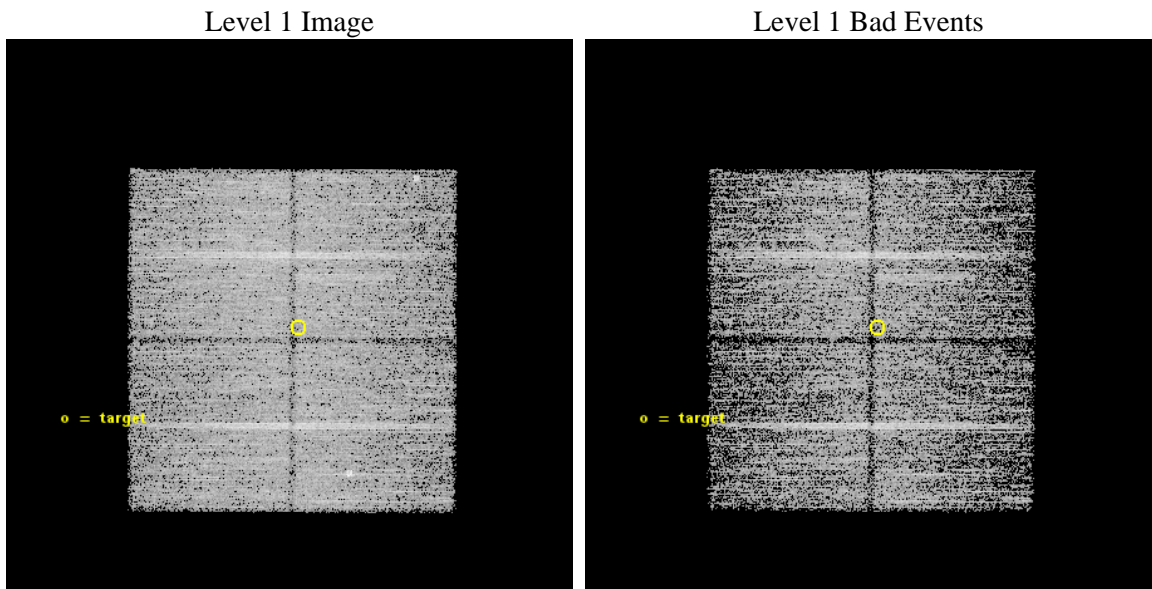 Level 1 Image
Level 1 Bad Events
o = target
o = target